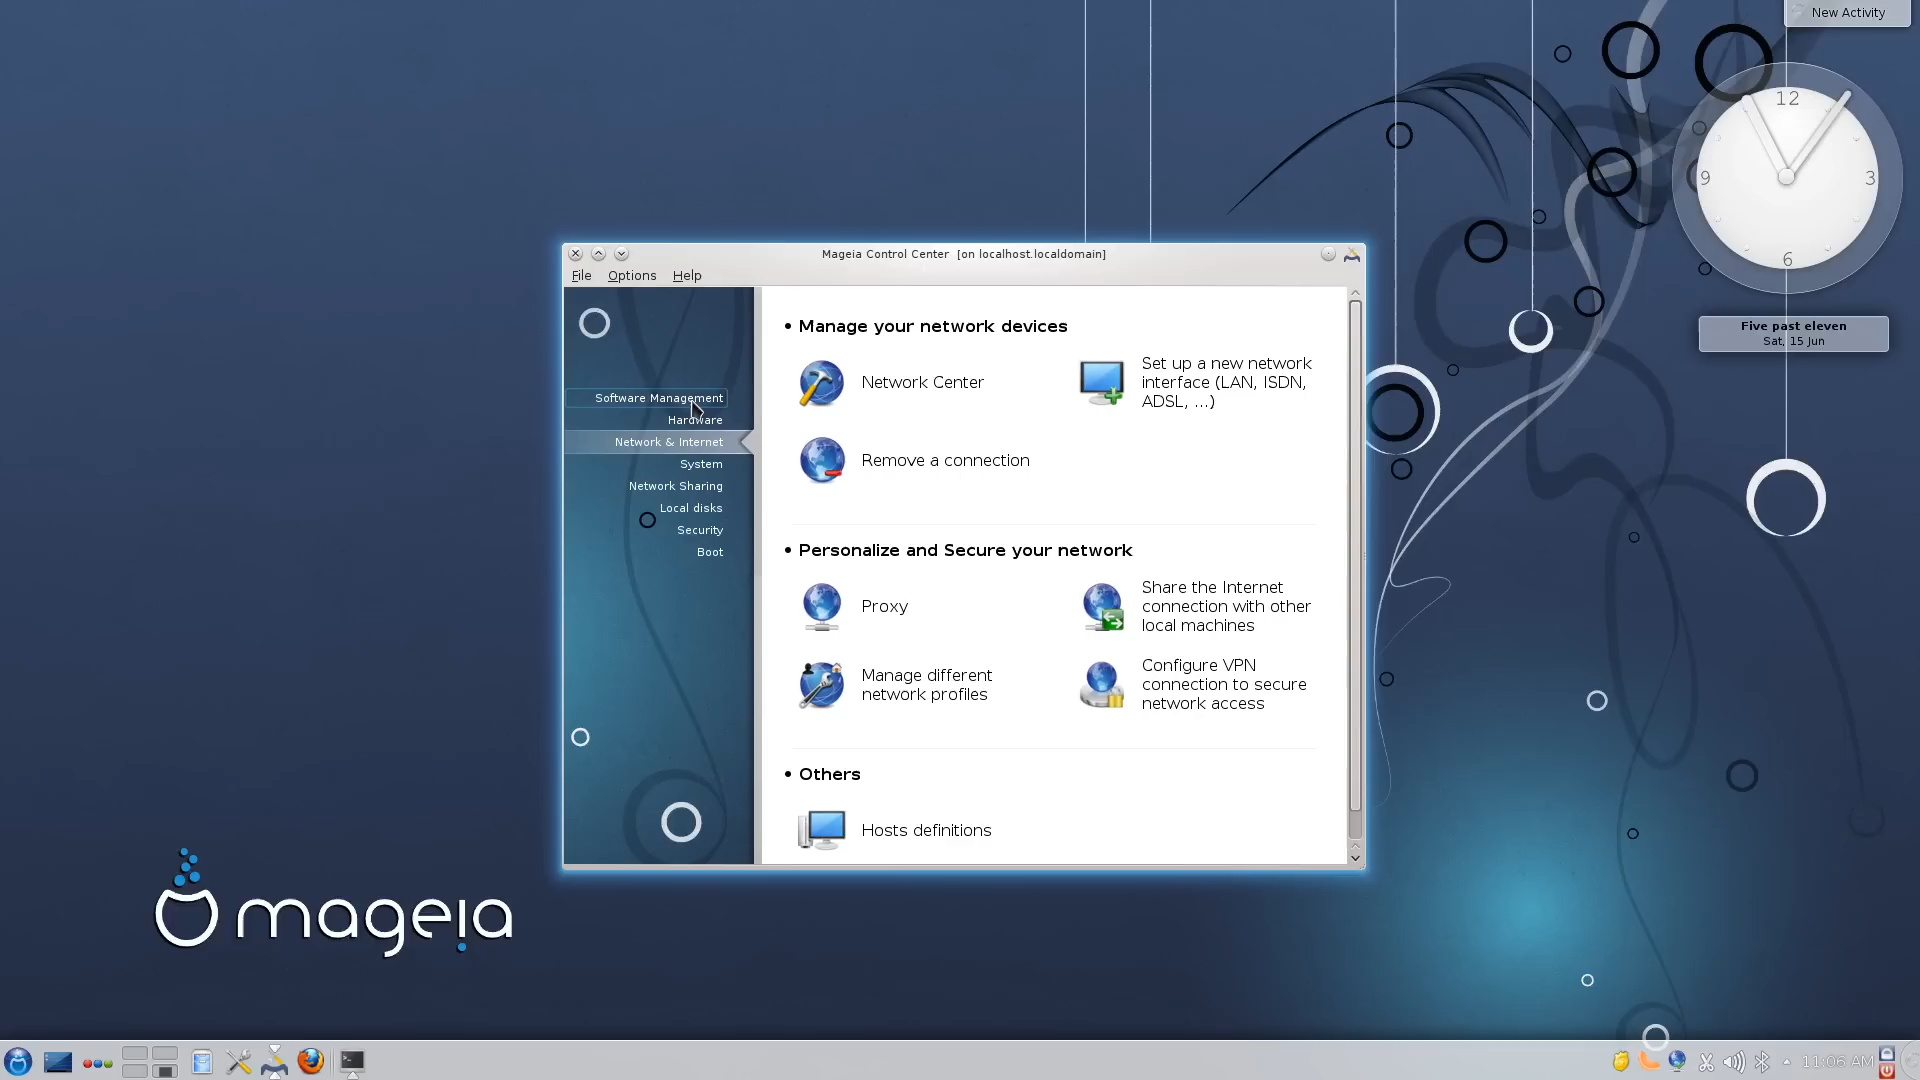 New Activity
12
9
3
6
Five past eleven
Sat, 15 Jun
Mageia Control Center  [on localhost.localdomain]
File Options Help
Software Management
Hardware
Network & Internet
System
Network Sharing
Local disks
Security
Boot
• Manage your network devices
Network Center
Set up a new network
interface (LAN, ISDN,
ADSL, ...)
Remove a connection
• Personalize and Secure your network
Proxy
Share the Internet
connection with other
local machines
Manage different
network profiles
Configure VPN
connection to secure
network access
• Others
Hosts definitions
mageia
11:06 AM